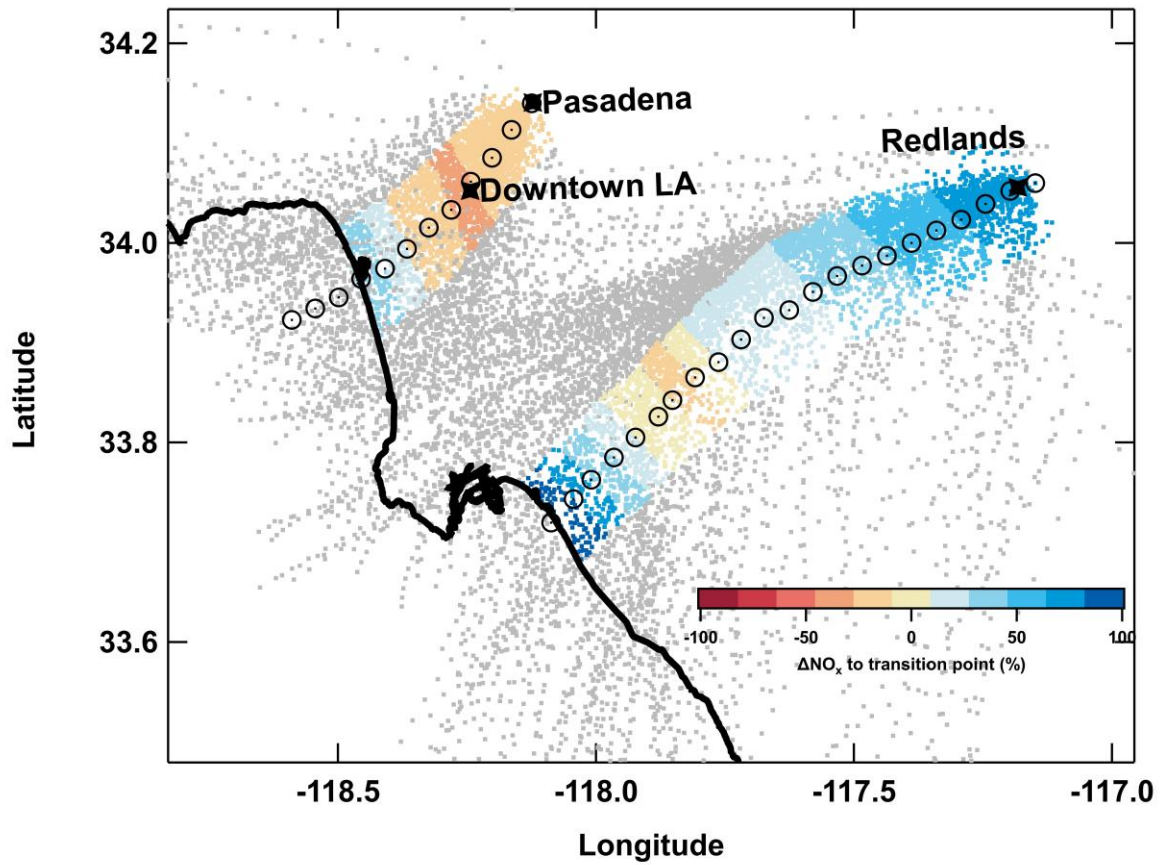 34.2
34.0
33.8
33.6
Latitude
Pasadena
Downtown LA
Redlands
-100 -50 0 50 100
ΔNOₓ to transition point (%)
-118.5 -118.0 -117.5 -117.0
Longitude